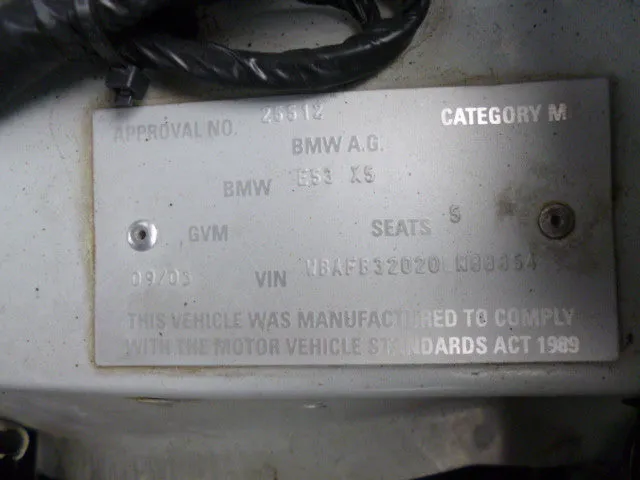 APPROVAL NO. 26512 CATEGORY M
BMW A.G.
BMW E53 X5
GVM SEATS 5
09/03 VIN
THIS VEHICLE WAS MANUFACTURED TO COMPLY
WITH THE MOTOR VEHICLE STANDARDS ACT 1989